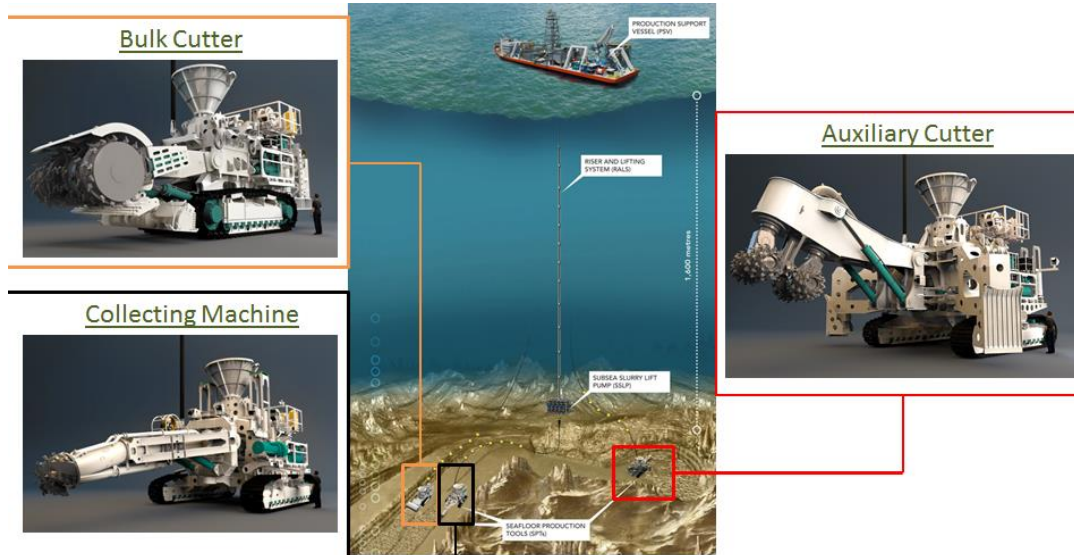 Bulk Cutter
PRODUCTION SUPPORT
VESSEL (PSV)
Auxiliary Cutter
RISER AND LIFTING
SYSTEM (RALS)
1,600 metres
Collecting Machine
SUBSEA SLURRY LIFT
PUMP (SSLP)
SEAFLOOR PRODUCTION
TOOLS (SPTs)